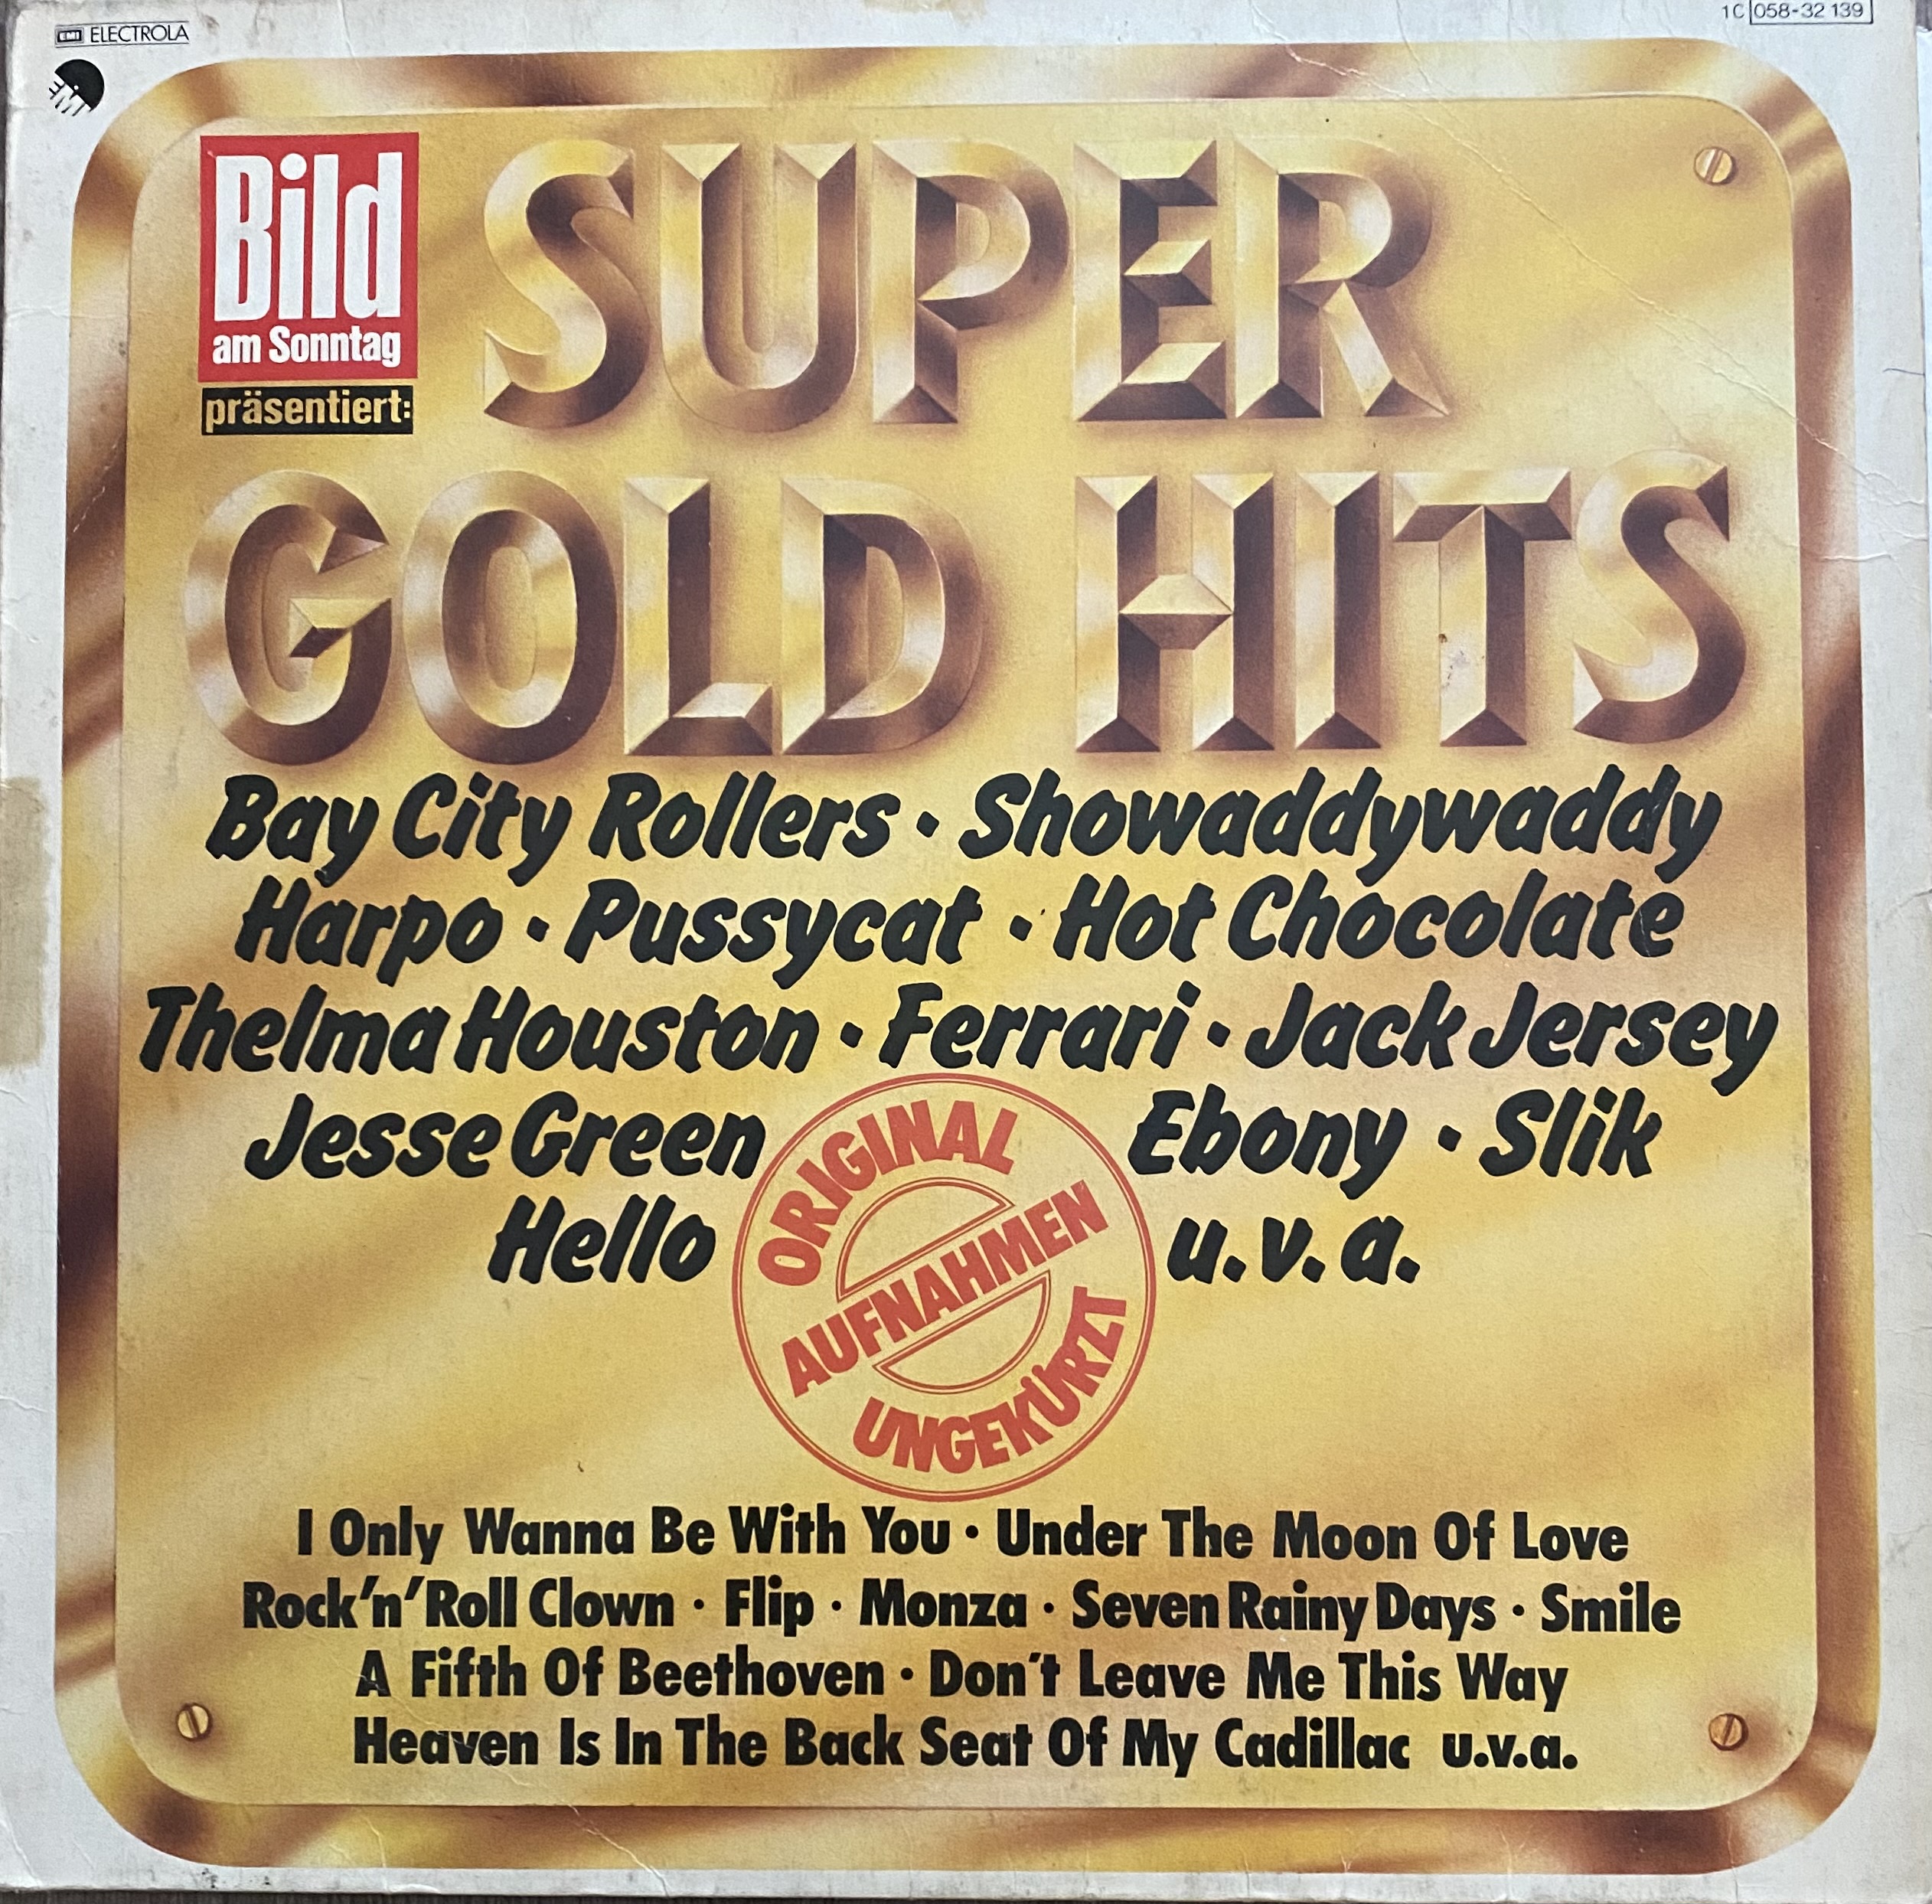 EMI ELECTROLA
1C 058-32 139
EMI
Bild
am Sonntag
präsentiert:
SUPER
GOLD HITS
Bay City Rollers · Showaddywaddy
Harpo · Pussycat · Hot Chocolate
Thelma Houston · Ferrari · Jack Jersey
Jesse Green Ebony · Slik
Hello u.v.a.
ORIGINAL
AUFNAHMEN
UNGEKÜRZT
I Only Wanna Be With You · Under The Moon Of Love
Rock'n'Roll Clown · Flip · Monza · Seven Rainy Days · Smile
A Fifth Of Beethoven · Don't Leave Me This Way
Heaven Is In The Back Seat Of My Cadillac u.v.a.